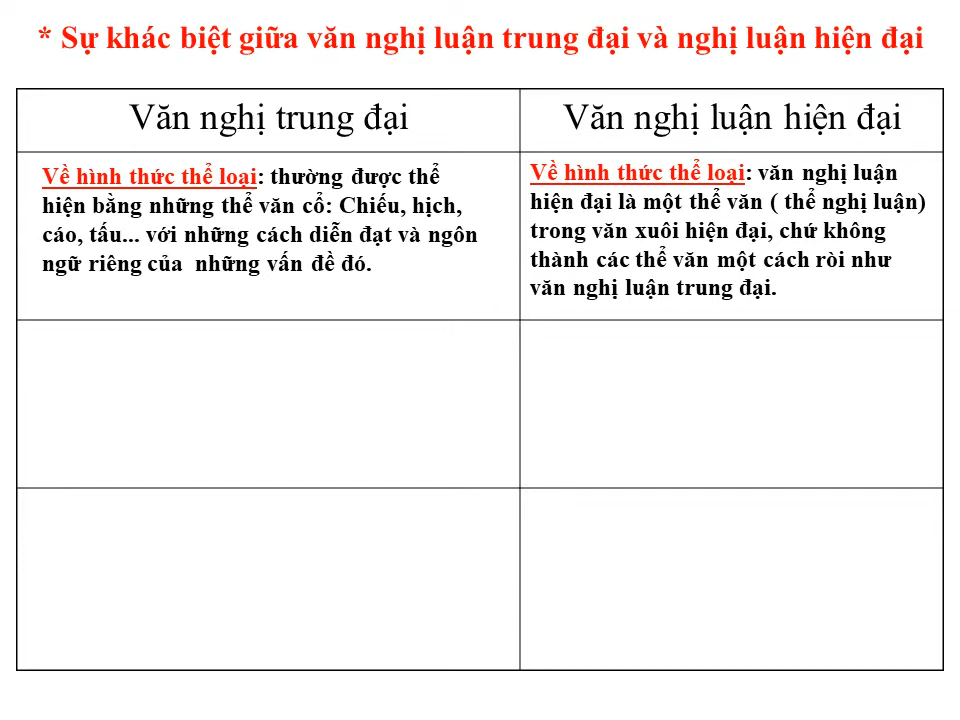 * Sự khác biệt giữa văn nghị luận trung đại và nghị luận hiện đại
Văn nghị trung đại
Văn nghị luận hiện đại
Về hình thức thể loại: thường được thể
hiện bằng những thể văn cổ: Chiếu, hịch,
cáo, tấu... với những cách diễn đạt và ngôn
ngữ riêng của những vấn đề đó.
Về hình thức thể loại: văn nghị luận
hiện đại là một thể văn ( thể nghị luận)
trong văn xuôi hiện đại, chứ không
thành các thể văn một cách ròi như
văn nghị luận trung đại.